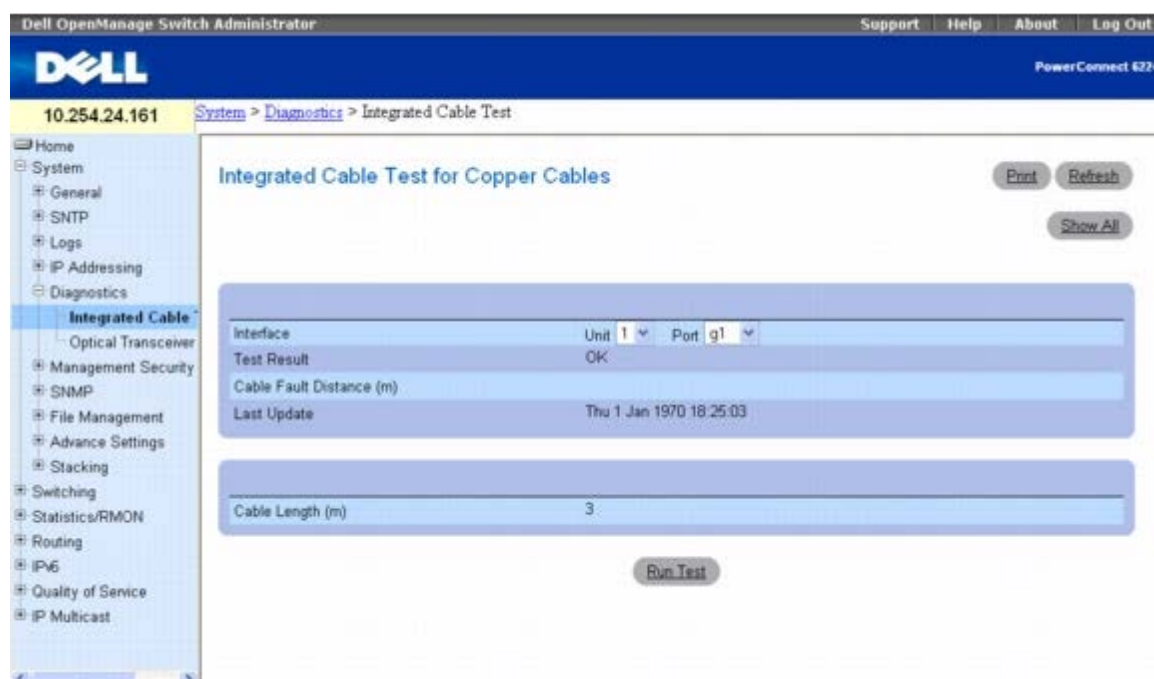 Dell OpenManage Switch Administrator Support Help About Log Out
DELL
PowerConnect
10.254.24.161
System > Diagnostics > Integrated Cable Test
Home
System
General
SNTP
Logs
IP Addressing
Diagnostics
Integrated Cable
Optical Transceiver
Management Security
SNMP
File Management
Advance Settings
Stacking
Switching
Statistics/RMON
Routing
IPv6
Quality of Service
IP Multicast
Integrated Cable Test for Copper Cables
Print Refresh
Show All
Interface Unit 1 Port g1
Test Result OK
Cable Fault Distance (m)
Last Update Thu 1 Jan 1970 18:25:03
Cable Length (m) 3
Run Test